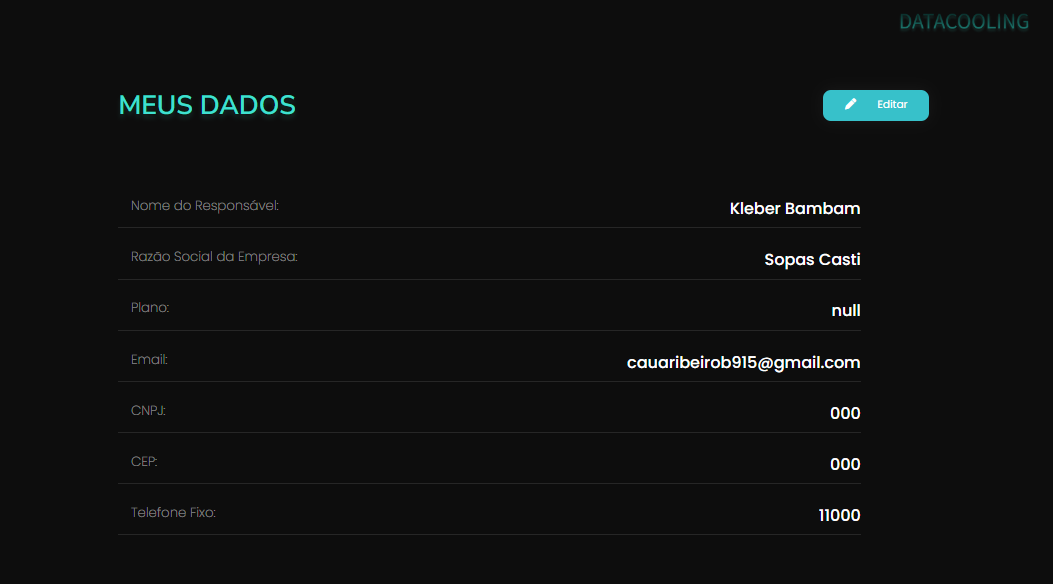 DATACOOLING
MEUS DADOS
Editar
Nome do Responsável: Kleber Bambam
Razão Social da Empresa: Sopas Casti
Plano: null
Email: cauaribeirob915@gmail.com
CNPJ: 000
CEP: 000
Telefone Fixo: 11000